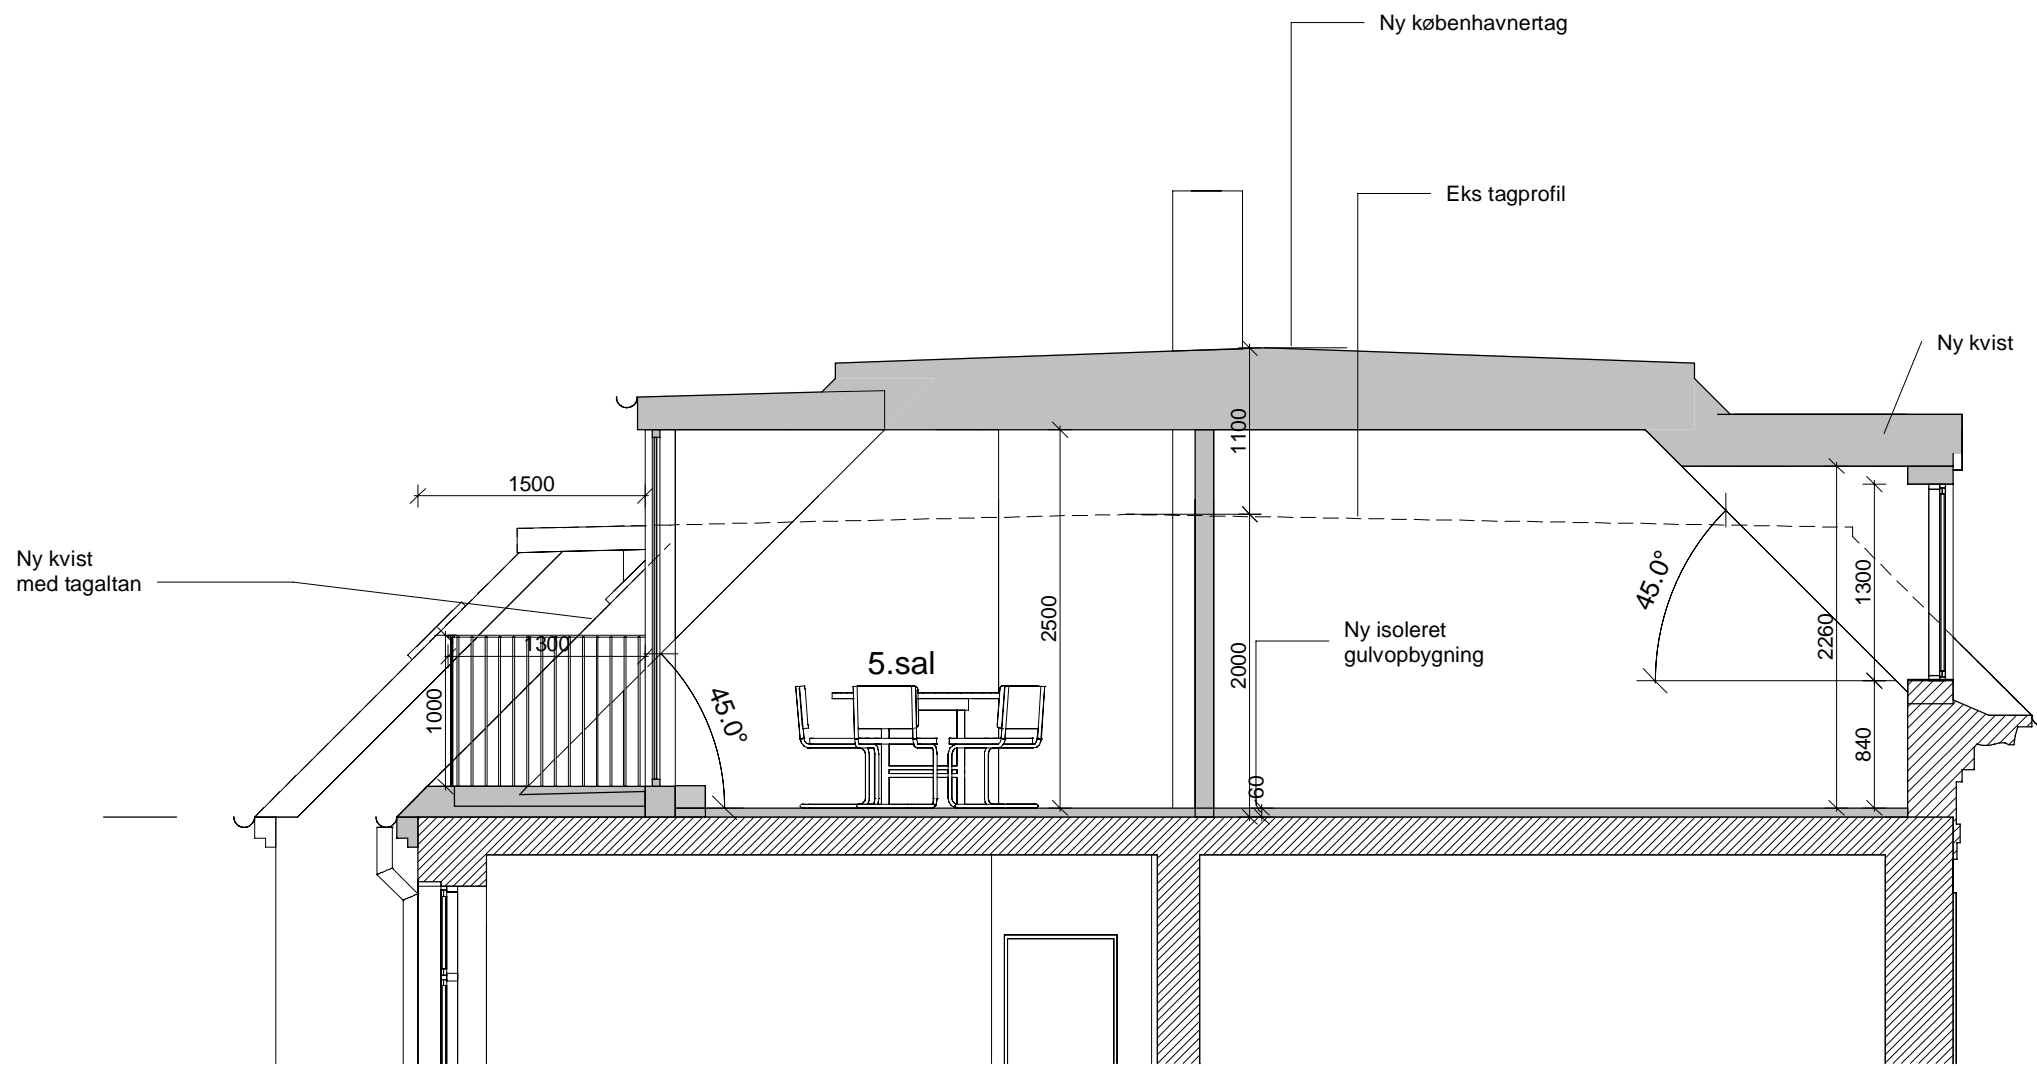 Ny københavnertag
Eks tagprofil
Ny kvist
1100
1500
Ny kvist
med tagaltan
1300
1000
5.sal
45.0°
2500
2000
60
Ny isoleret
gulvopbygning
45.0°
2260
1300
840